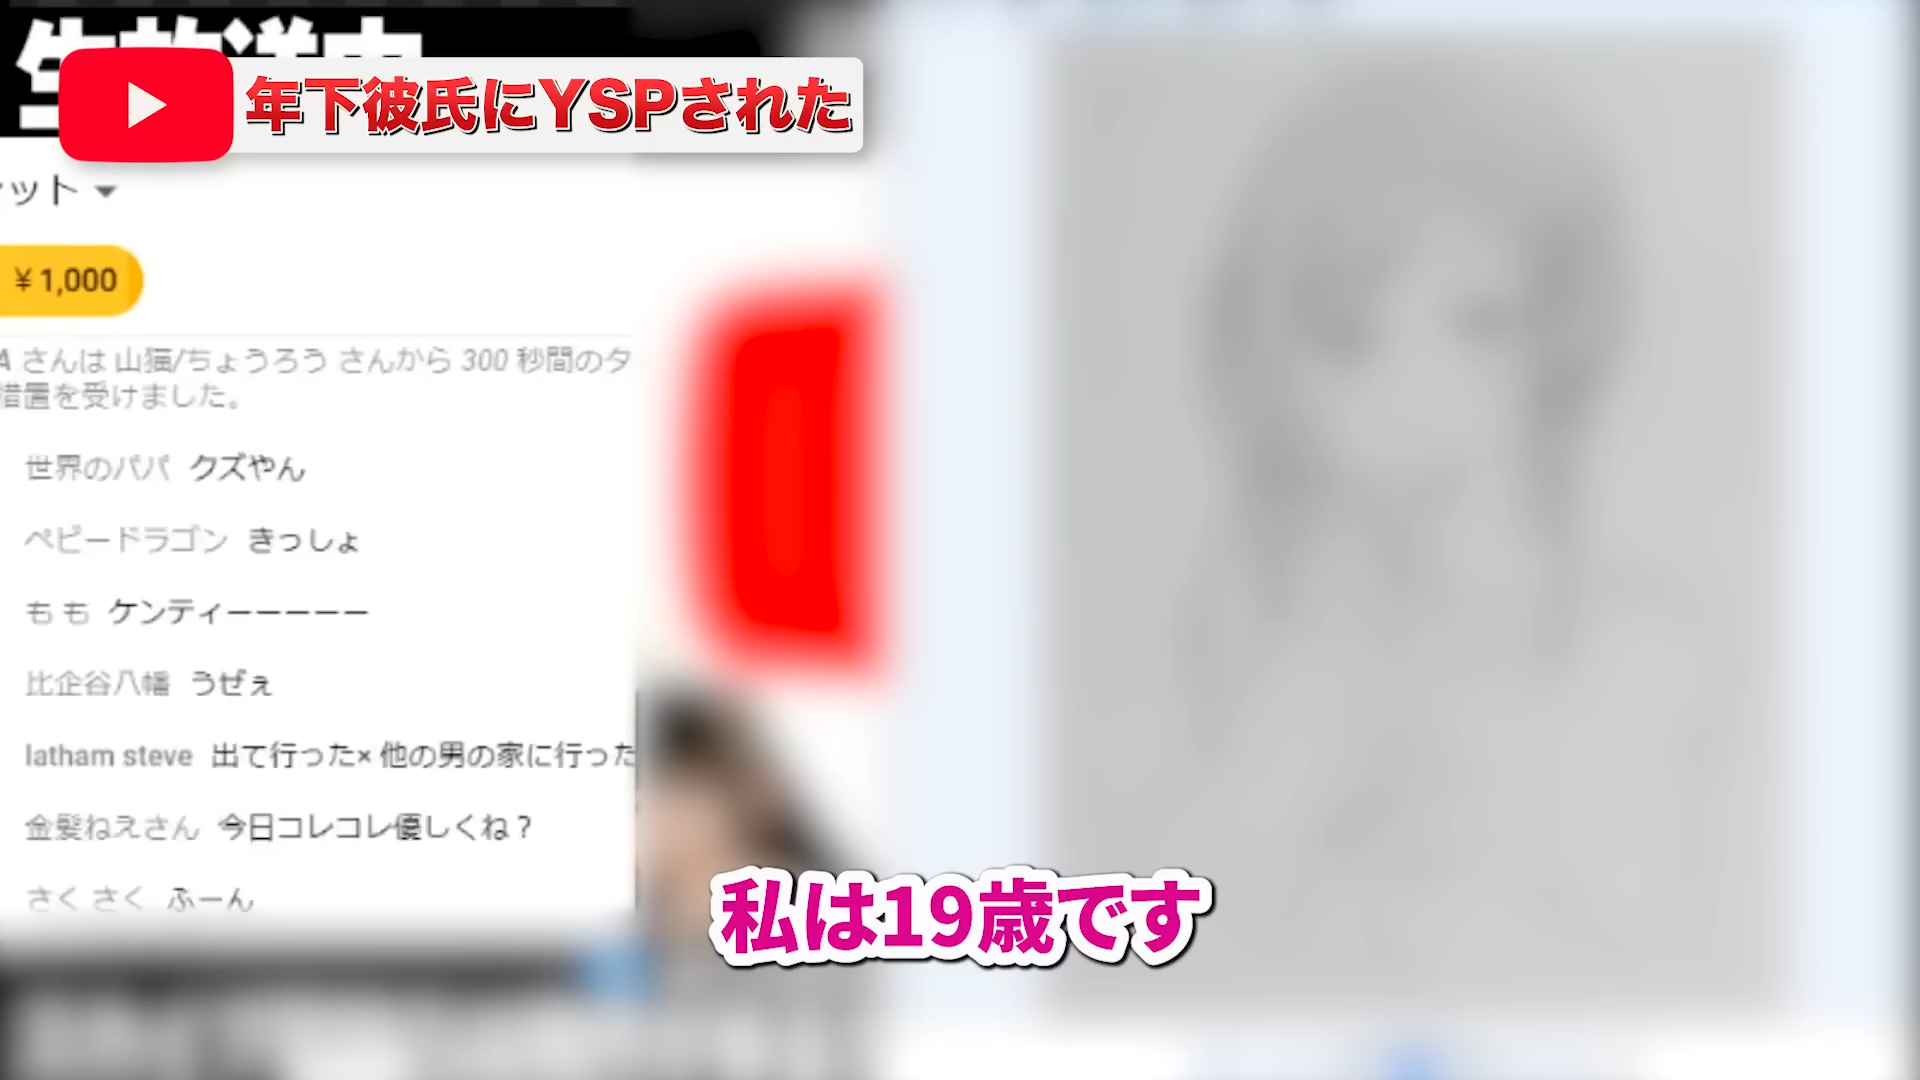 生放送中
年下彼氏にYSPされた
ット
￥1,000
A さんは 山猫/ちょうろう さんから 300 秒間のタ
措置を受けました。
世界のパパ クズやん
ベビードラゴン きっしょ
も も ケンティーーーーー
比企谷八幡 うぜぇ
latham steve 出て行った× 他の男の家に行った
金髪ねえさん 今日コレコレ優しくね？
さく さく ふーん
私は19歳です